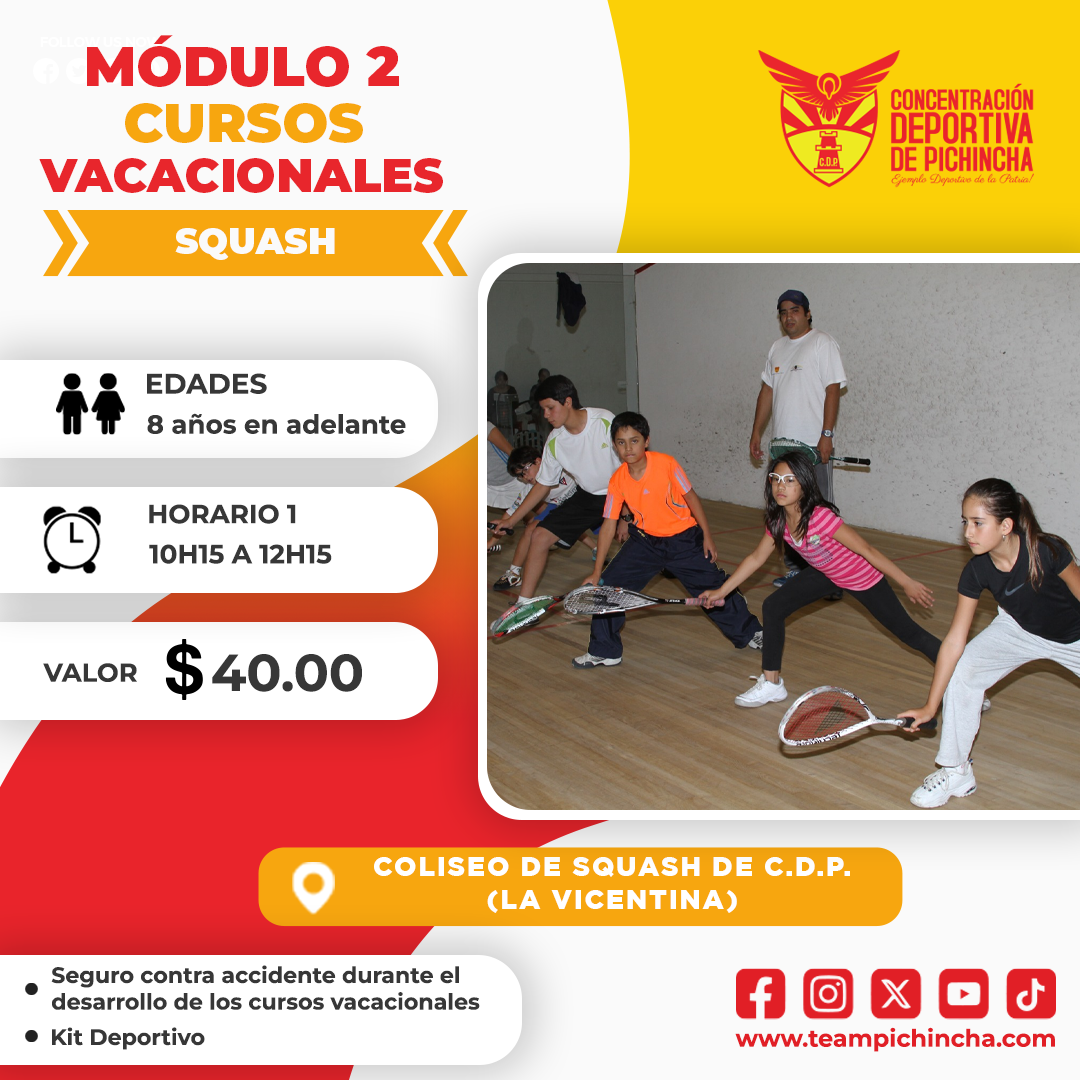 MÓDULO 2
CURSOS
VACACIONALES
SQUASH
CONCENTRACIÓN
DEPORTIVA
DE PICHINCHA
Ejemplo Deportivo de la Patria!
C.D.P.
EDADES
8 años en adelante
HORARIO 1
10H15 A 12H15
VALOR $ 40.00
COLISEO DE SQUASH DE C.D.P.
(LA VICENTINA)
• Seguro contra accidente durante el
desarrollo de los cursos vacacionales
• Kit Deportivo
www.teampichincha.com